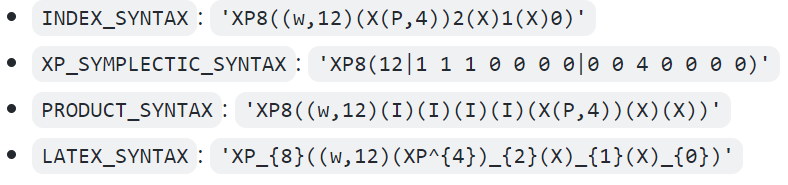 • INDEX_SYNTAX: 'XP8((w,12)(X(P,4))2(X)1(X)0)'
• XP_SYMPLECTIC_SYNTAX: 'XP8(12|1 1 1 0 0 0 0|0 0 4 0 0 0 0)'
• PRODUCT_SYNTAX: 'XP8((w,12)(I)(I)(I)(I)(X(P,4))(X)(X))'
• LATEX_SYNTAX: 'XP_{8}((w,12)(XP^{4})_{2}(X)_{1}(X)_{0})'